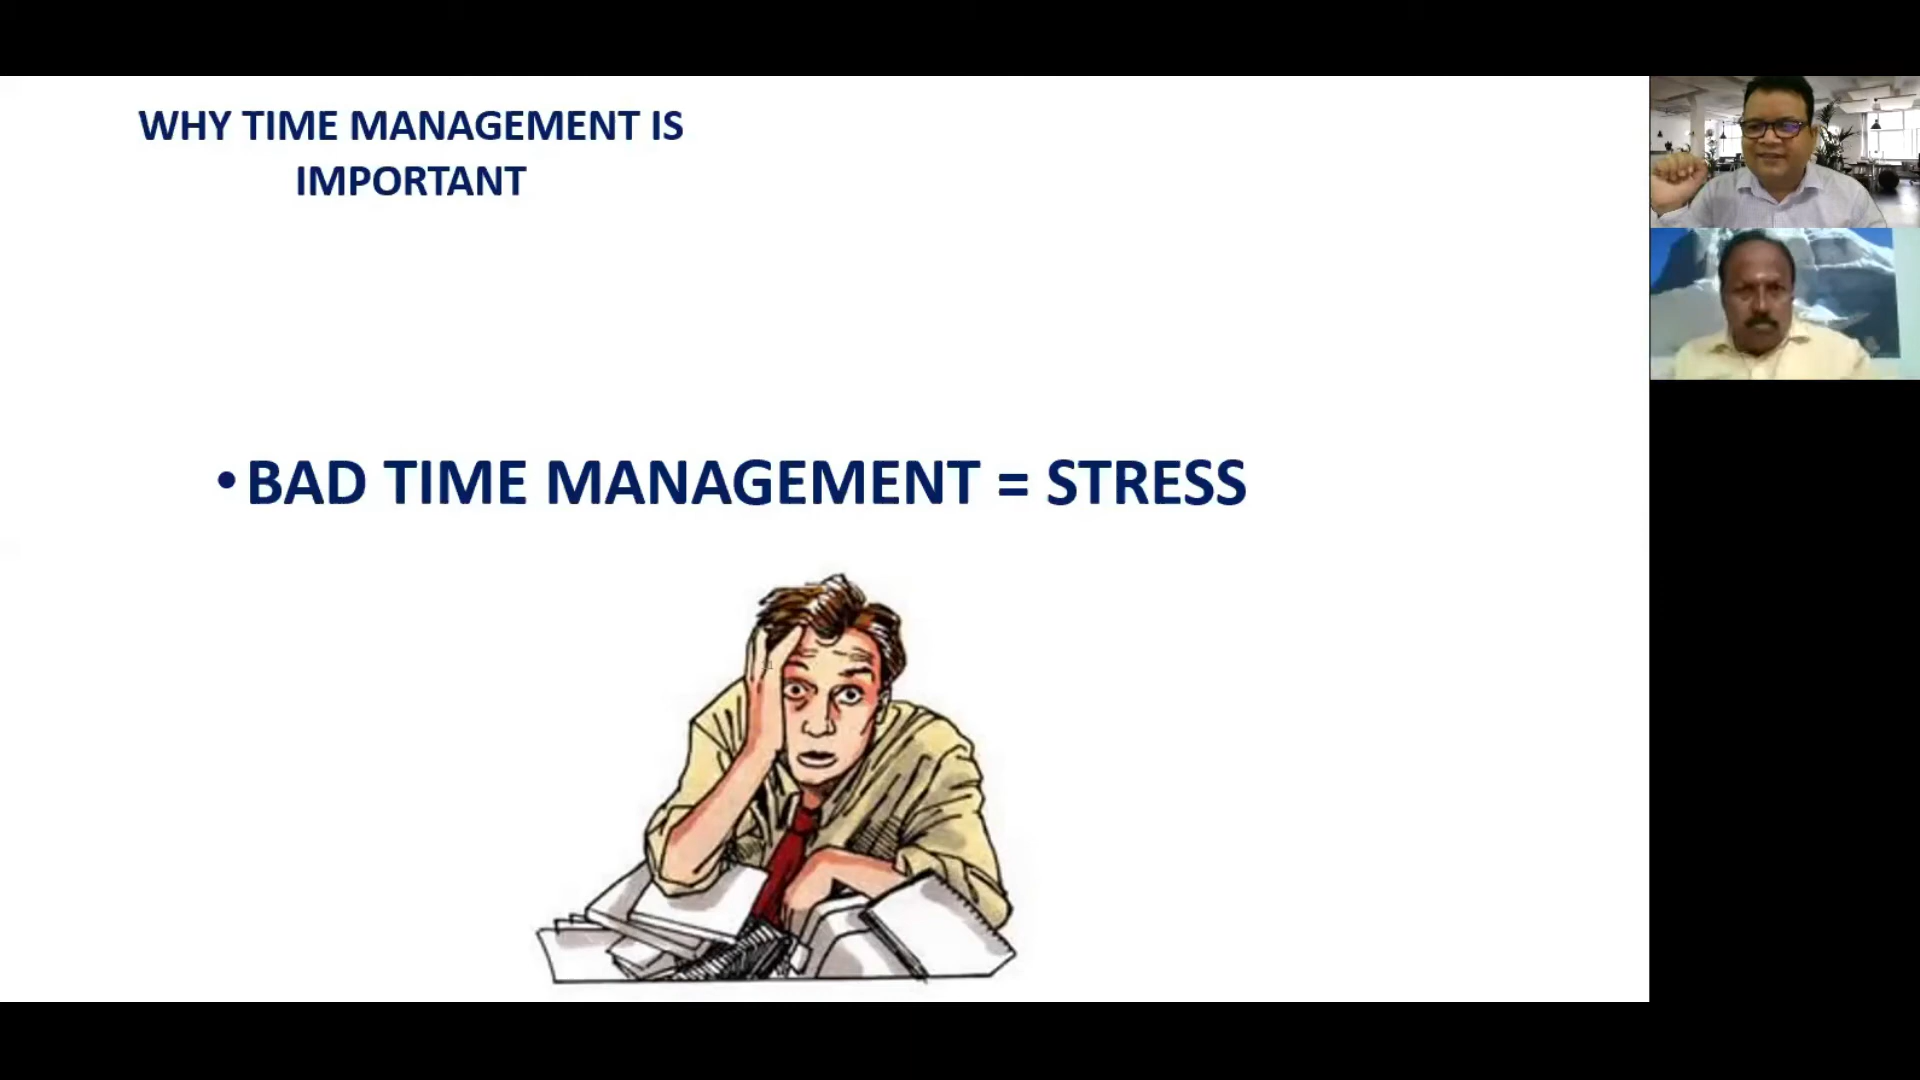 WHY TIME MANAGEMENT IS
IMPORTANT
•BAD TIME MANAGEMENT = STRESS